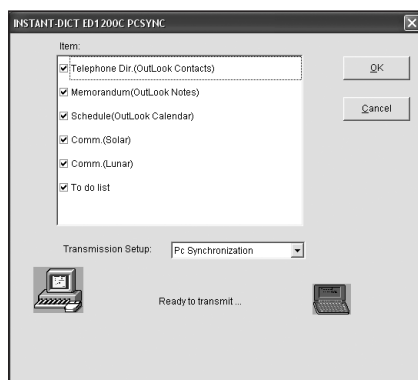 INSTANT-DICT ED1200C PCSYNC
Item:
Telephone Dir.(OutLook Contacts)
Memorandum(OutLook Notes)
Schedule(OutLook Calendar)
Comm.(Solar)
Comm.(Lunar)
To do list
OK
Cancel
Transmission Setup: Pc Synchronization
Ready to transmit ...